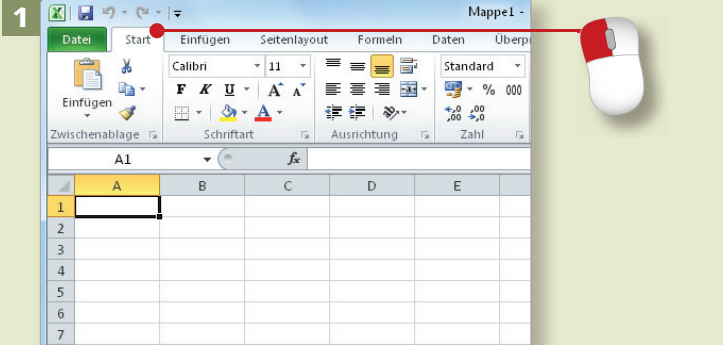 1
Mappe1 -
Datei Start Einfügen Seitenlayout Formeln Daten
Calibri 11 Standard
Einfügen F K U A A % 000
A ,0 ,00
,00 ,0
Zwischenablage Schriftart Ausrichtung Zahl
A1 fx
A B C D E
1
2
3
4
5
6
7